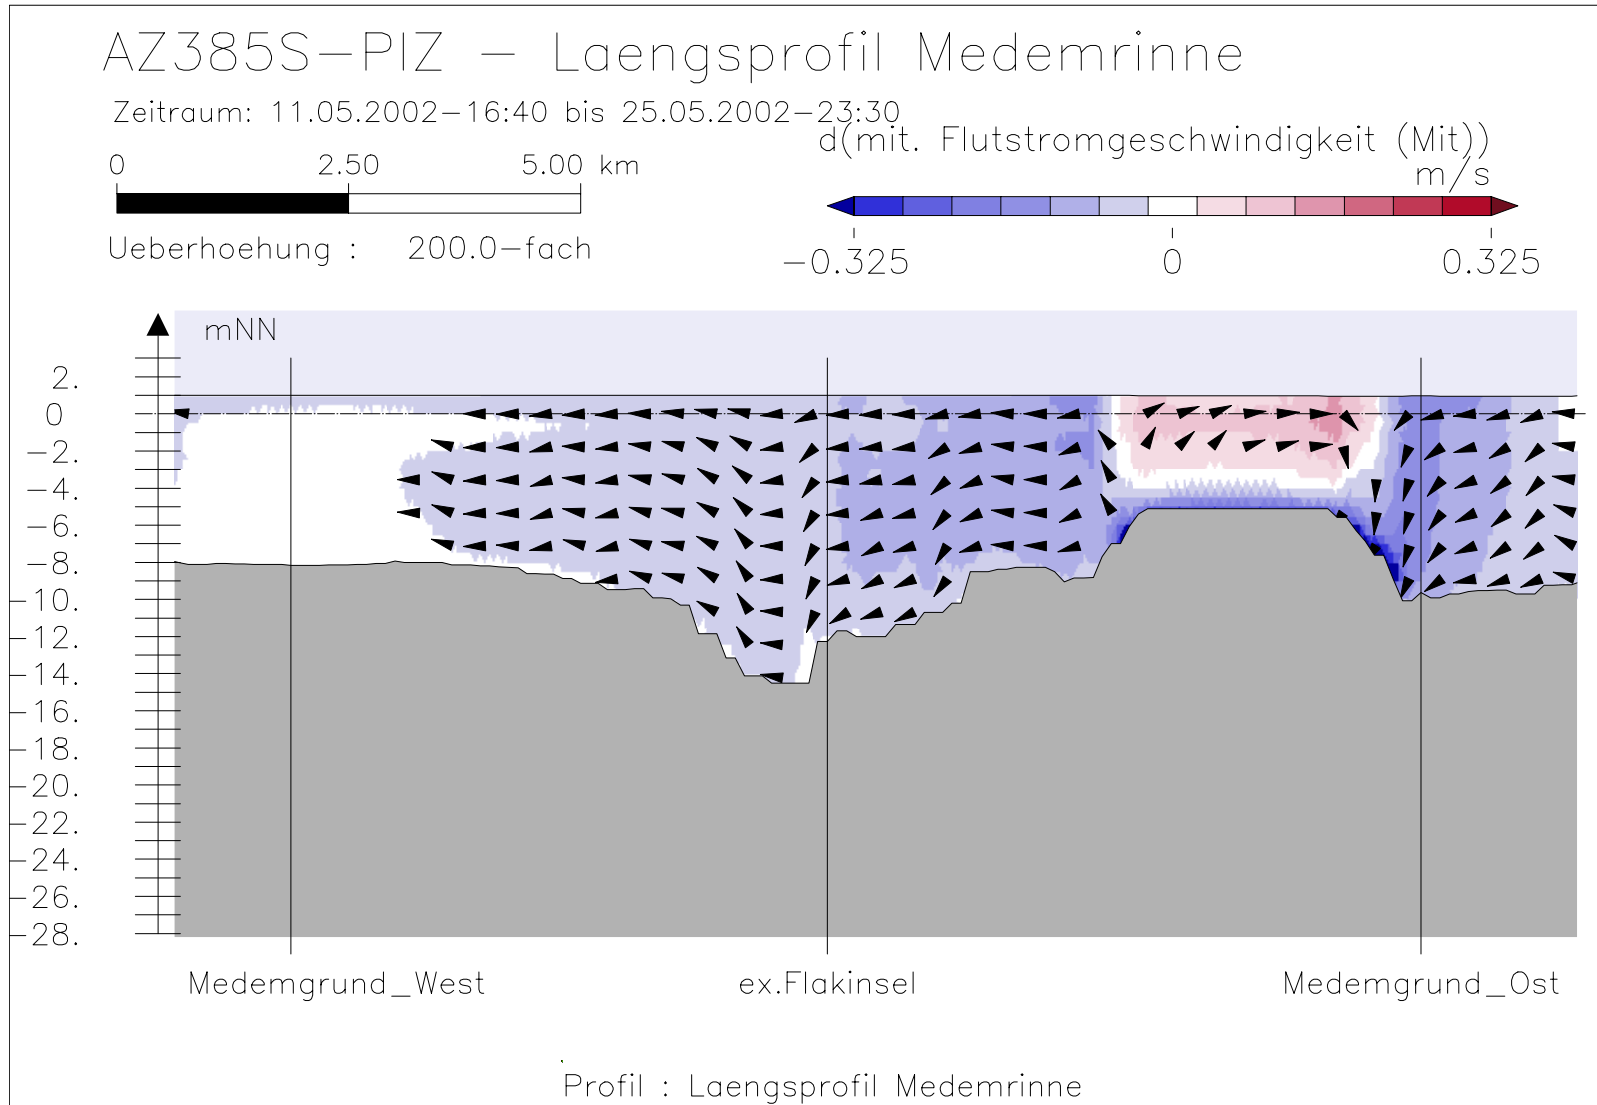 AZ385S-PIZ - Laengsprofil Medemrinne
Zeitraum: 11.05.2002-16:40 bis 25.05.2002-23:30
d(mit. Flutstromgeschwindigkeit (Mit))
m/s
0 2.50 5.00 km
Ueberhoehung : 200.0-fach
-0.325 0 0.325
mNN
2.
0
-2.
-4.
-6.
-8.
-10.
-12.
-14.
-16.
-18.
-20.
-22.
-24.
-26.
-28.
Medemgrund_West ex.Flakinsel Medemgrund_Ost
Profil : Laengsprofil Medemrinne